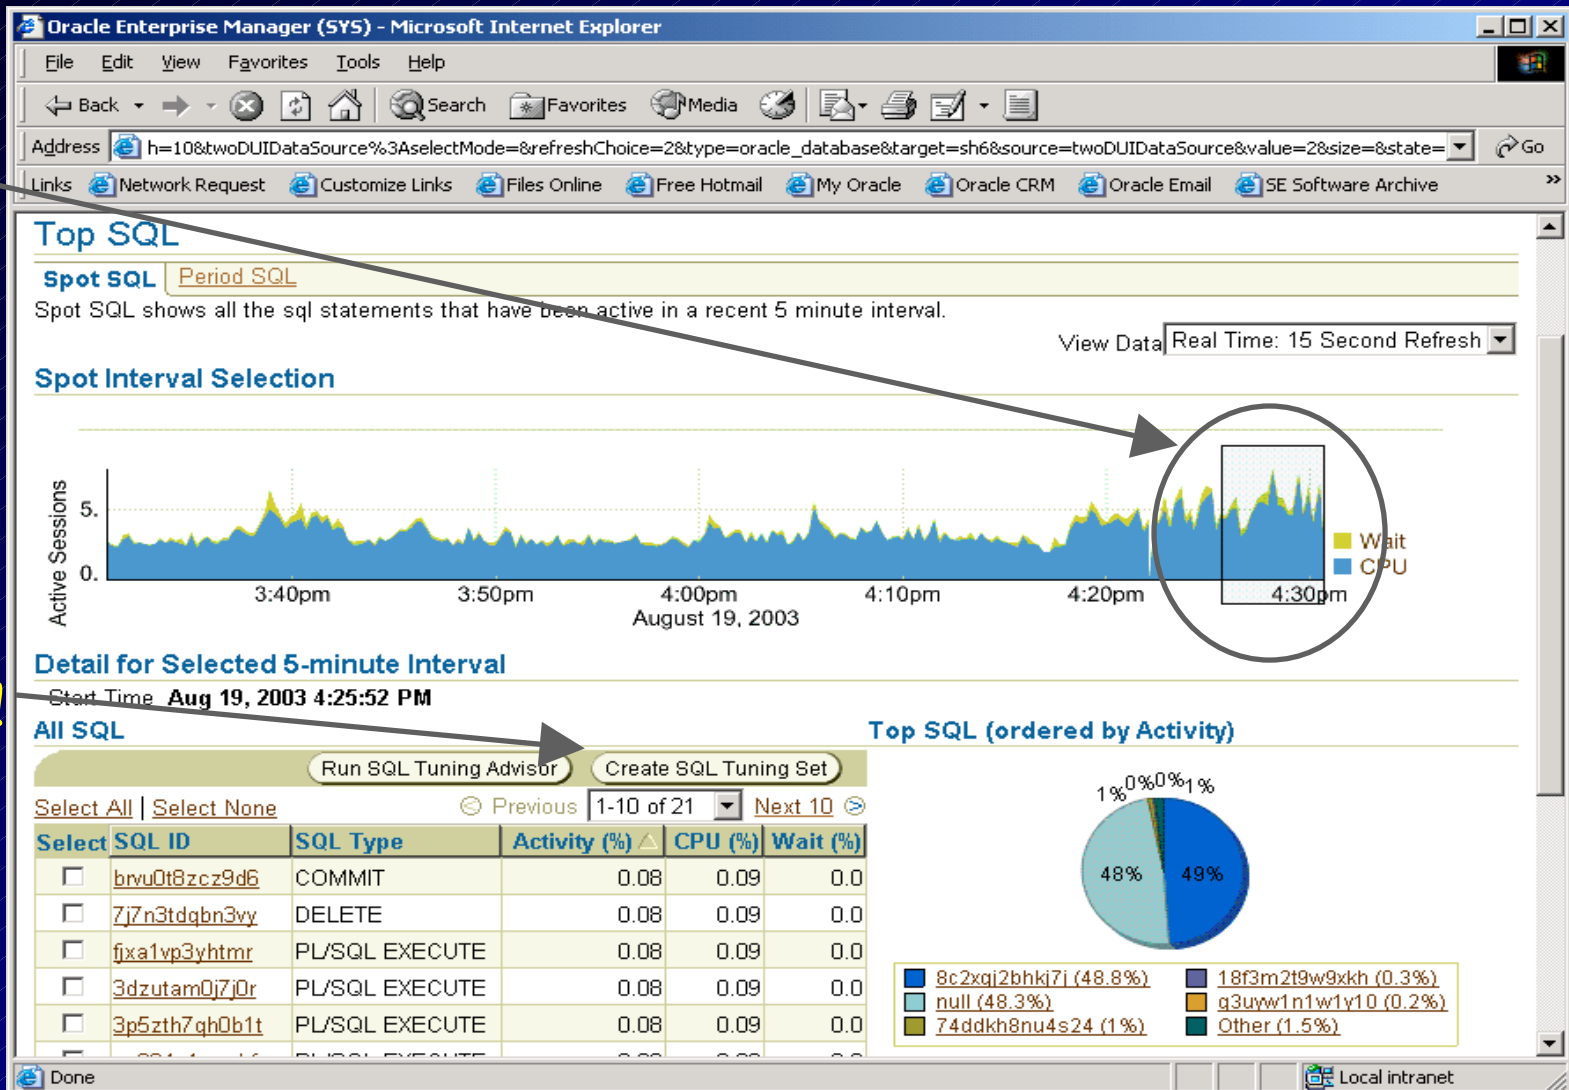 Oracle Enterprise Manager (SYS) - Microsoft Internet Explorer
File Edit View Favorites Tools Help
Back Search Favorites Media
Address h=10&twoDUIDataSource%3AselectMode=&refreshChoice=2&type=oracle_database&target=sh6&source=twoDUIDataSource&value=2&size=&state= Go
Links Network Request Customize Links Files Online Free Hotmail My Oracle Oracle CRM Oracle Email SE Software Archive »
Top SQL
Spot SQL Period SQL
Spot SQL shows all the sql statements that have been active in a recent 5 minute interval.
View Data Real Time: 15 Second Refresh
Spot Interval Selection
Active Sessions
5.
0.
Wait
CPU
3:40pm 3:50pm 4:00pm 4:10pm 4:20pm 4:30pm
August 19, 2003
Detail for Selected 5-minute Interval
Start Time Aug 19, 2003 4:25:52 PM
All SQL
Run SQL Tuning Advisor Create SQL Tuning Set
Select All | Select None Previous 1-10 of 21 Next 10
Select SQL ID SQL Type Activity (%) CPU (%) Wait (%)
brvu0t8zcz9d6 COMMIT 0.08 0.09 0.0
7j7n3tdqbn3vy DELETE 0.08 0.09 0.0
fjxa1vp3yhtmr PL/SQL EXECUTE 0.08 0.09 0.0
3dzutam0j7j0r PL/SQL EXECUTE 0.08 0.09 0.0
3p5zth7qh0b1t PL/SQL EXECUTE 0.08 0.09 0.0
Top SQL (ordered by Activity)
1% 0% 0% 1%
48% 49%
8c2xqj2bhkj7j (48.8%) 18f3m2t9w9xkh (0.3%)
null (48.3%) q3uyw1n1w1y10 (0.2%)
74ddkh8nu4s24 (1%) Other (1.5%)
Done Local intranet